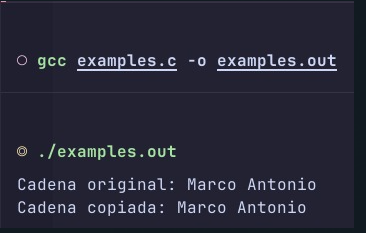 gcc examples.c -o examples.out
./examples.out
Cadena original: Marco Antonio
Cadena copiada: Marco Antonio